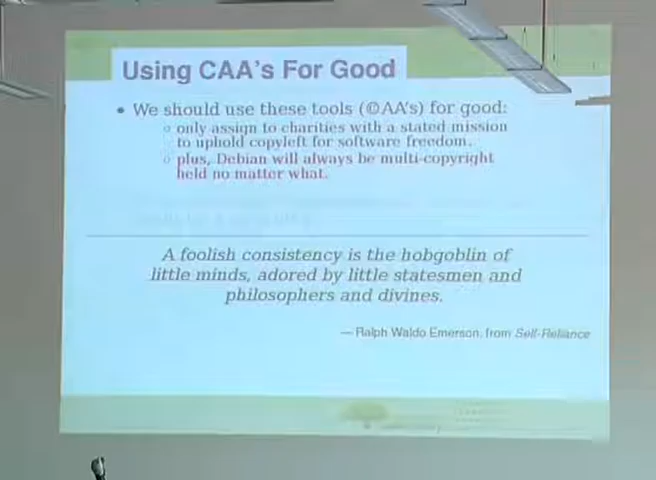 Using CAA's For Good
• We should use these tools (©AA's) for good:
○ only assign to charities with a stated mission
to uphold copyleft for software freedom.
○ plus, Debian will always be multi-copyright
held no matter what.
A foolish consistency is the hobgoblin of
little minds, adored by little statesmen and
philosophers and divines.
— Ralph Waldo Emerson, from Self-Reliance